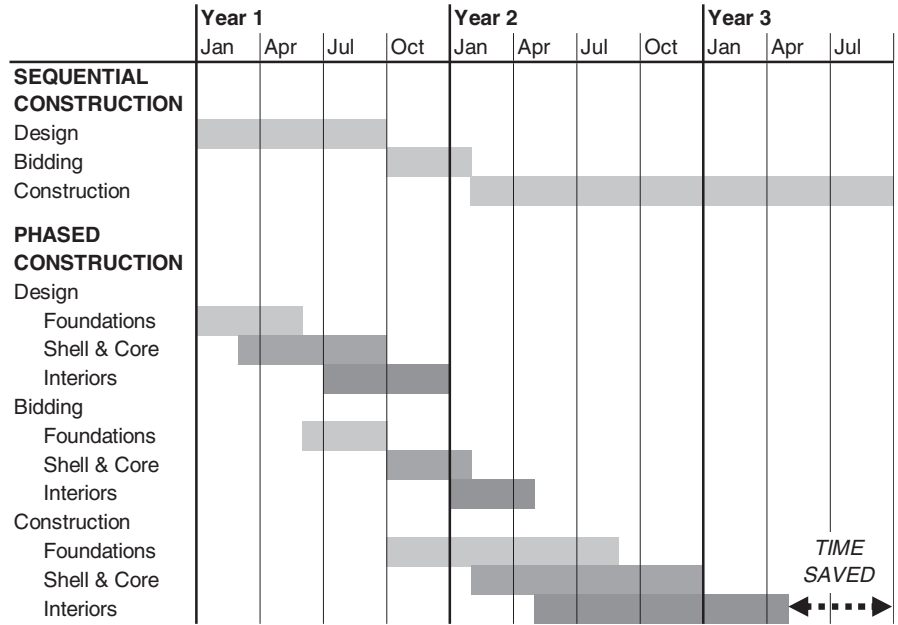 Year 1 Year 2 Year 3
Jan Apr Jul Oct Jan Apr Jul Oct Jan Apr Jul
SEQUENTIAL
CONSTRUCTION
Design
Bidding
Construction
PHASED
CONSTRUCTION
Design
Foundations
Shell & Core
Interiors
Bidding
Foundations
Shell & Core
Interiors
Construction
Foundations
Shell & Core
Interiors
TIME
SAVED